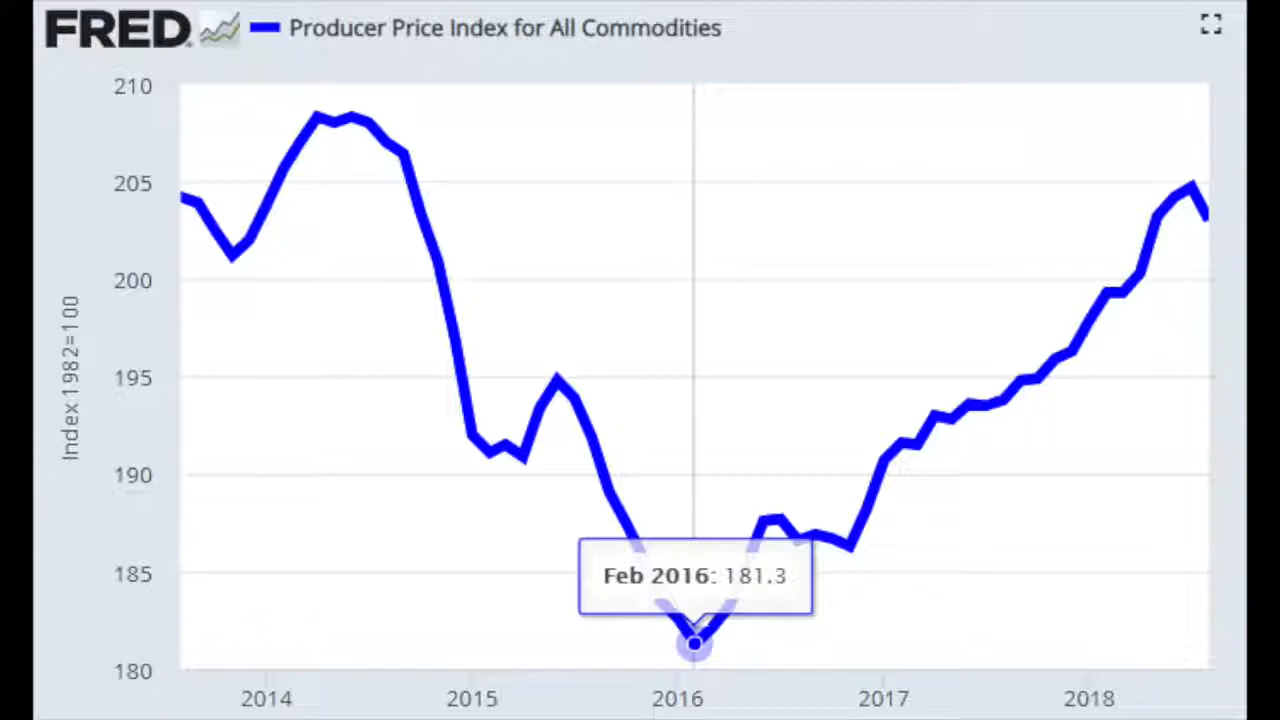 FRED
Producer Price Index for All Commodities
210
205
200
195
190
185
180
Index 1982=100
Feb 2016: 181.3
2014 2015 2016 2017 2018